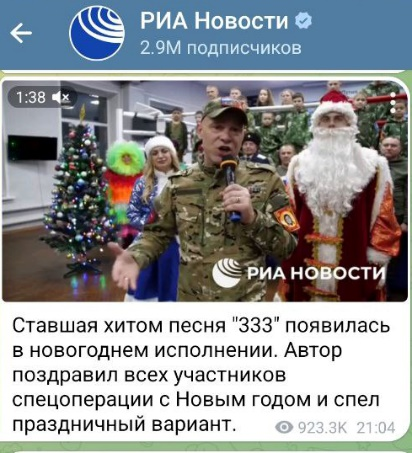 РИА Новости
2.9М подписчиков
1:38
РИА НОВОСТИ
Ставшая хитом песня "333" появилась
в новогоднем исполнении. Автор
поздравил всех участников
спецоперации с Новым годом и спел
праздничный вариант.
923.3K 21:04